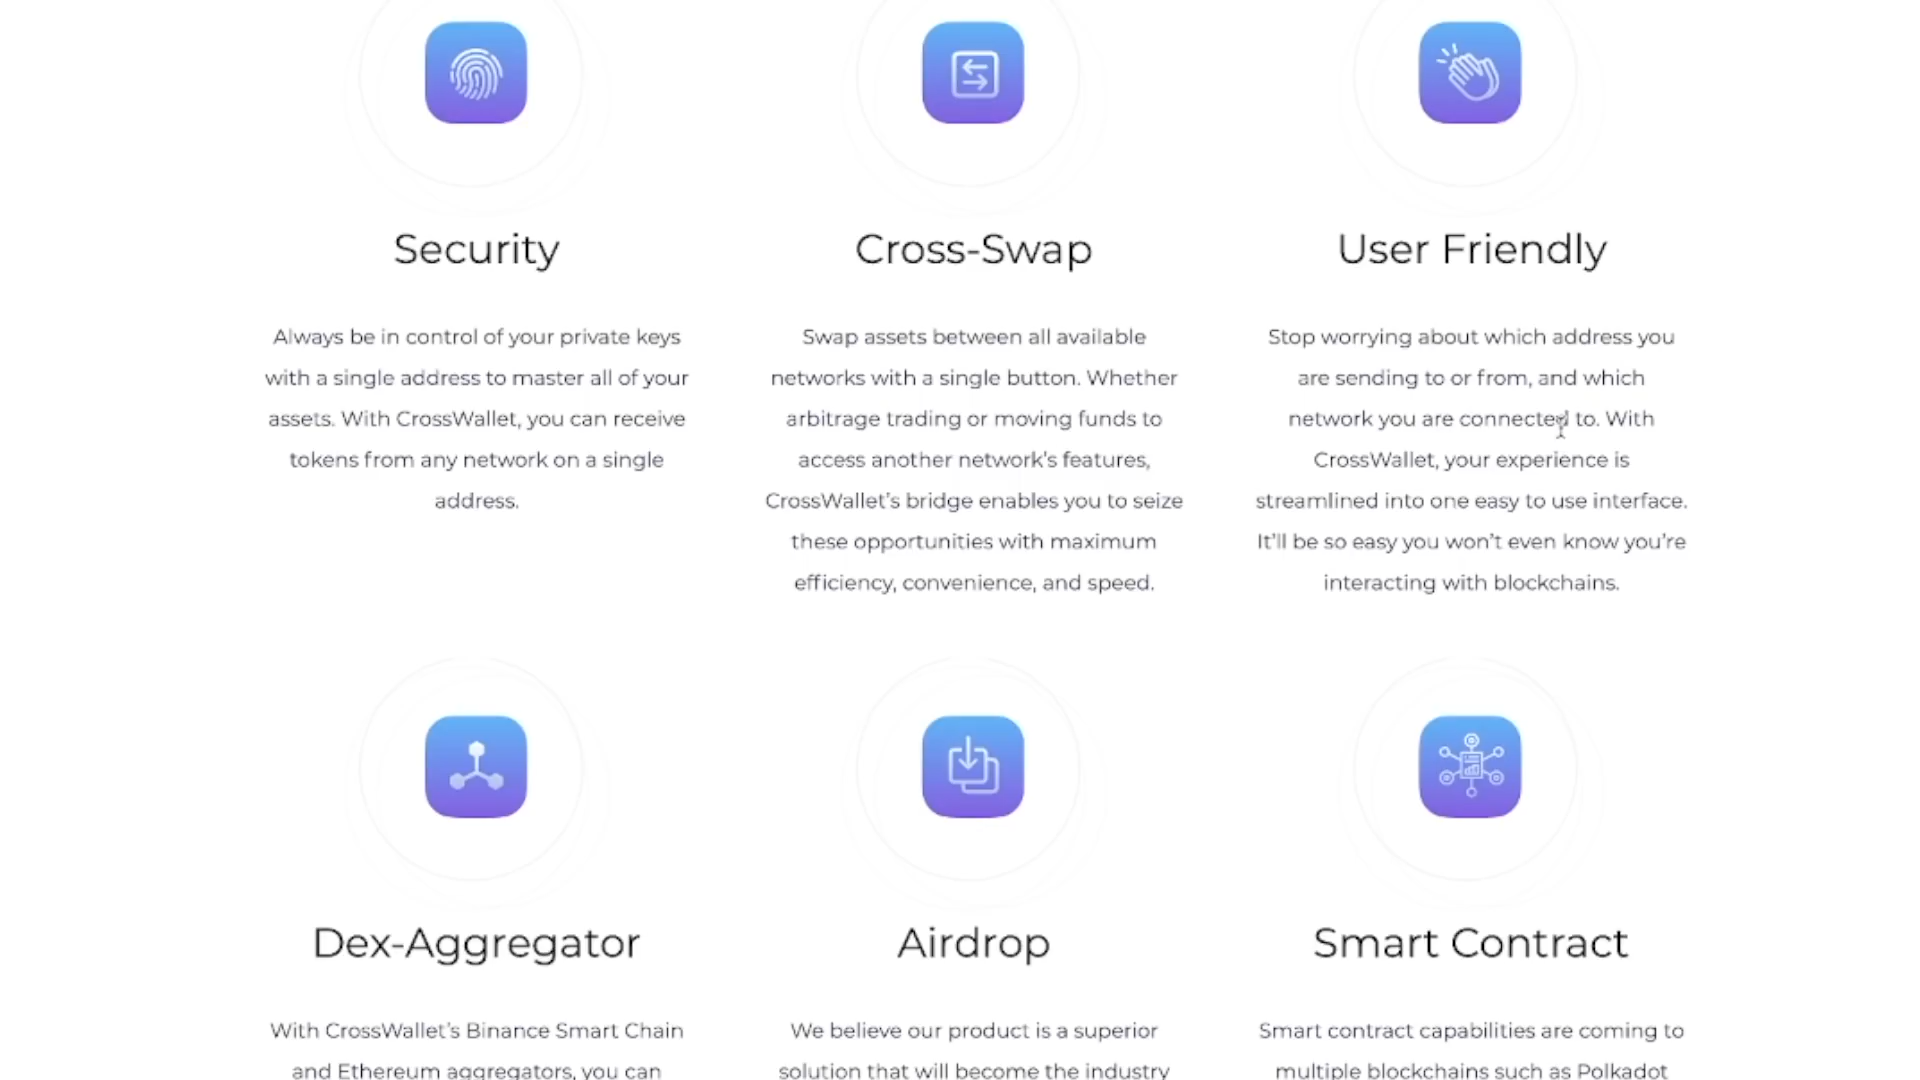 Security
Always be in control of your private keys
with a single address to master all of your
assets. With CrossWallet, you can receive
tokens from any network on a single
address.
Cross-Swap
Swap assets between all available
networks with a single button. Whether
arbitrage trading or moving funds to
access another network's features,
CrossWallet's bridge enables you to seize
these opportunities with maximum
efficiency, convenience, and speed.
User Friendly
Stop worrying about which address you
are sending to or from, and which
network you are connected to. With
CrossWallet, your experience is
streamlined into one easy to use interface.
It'll be so easy you won't even know you're
interacting with blockchains.
Dex-Aggregator
With CrossWallet's Binance Smart Chain
and Ethereum aggregators, you can
Airdrop
We believe our product is a superior
solution that will become the industry
Smart Contract
Smart contract capabilities are coming to
multiple blockchains such as Polkadot